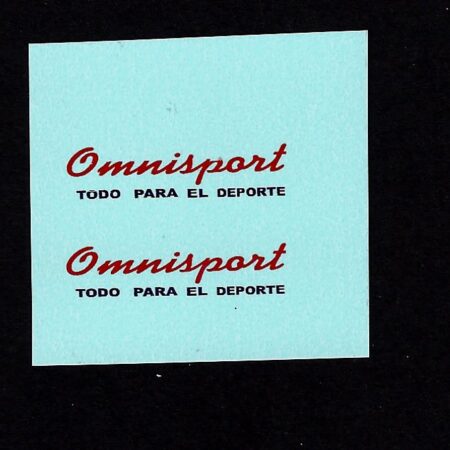 Omnisport
TODO PARA EL DEPORTE
Omnisport
TODO PARA EL DEPORTE